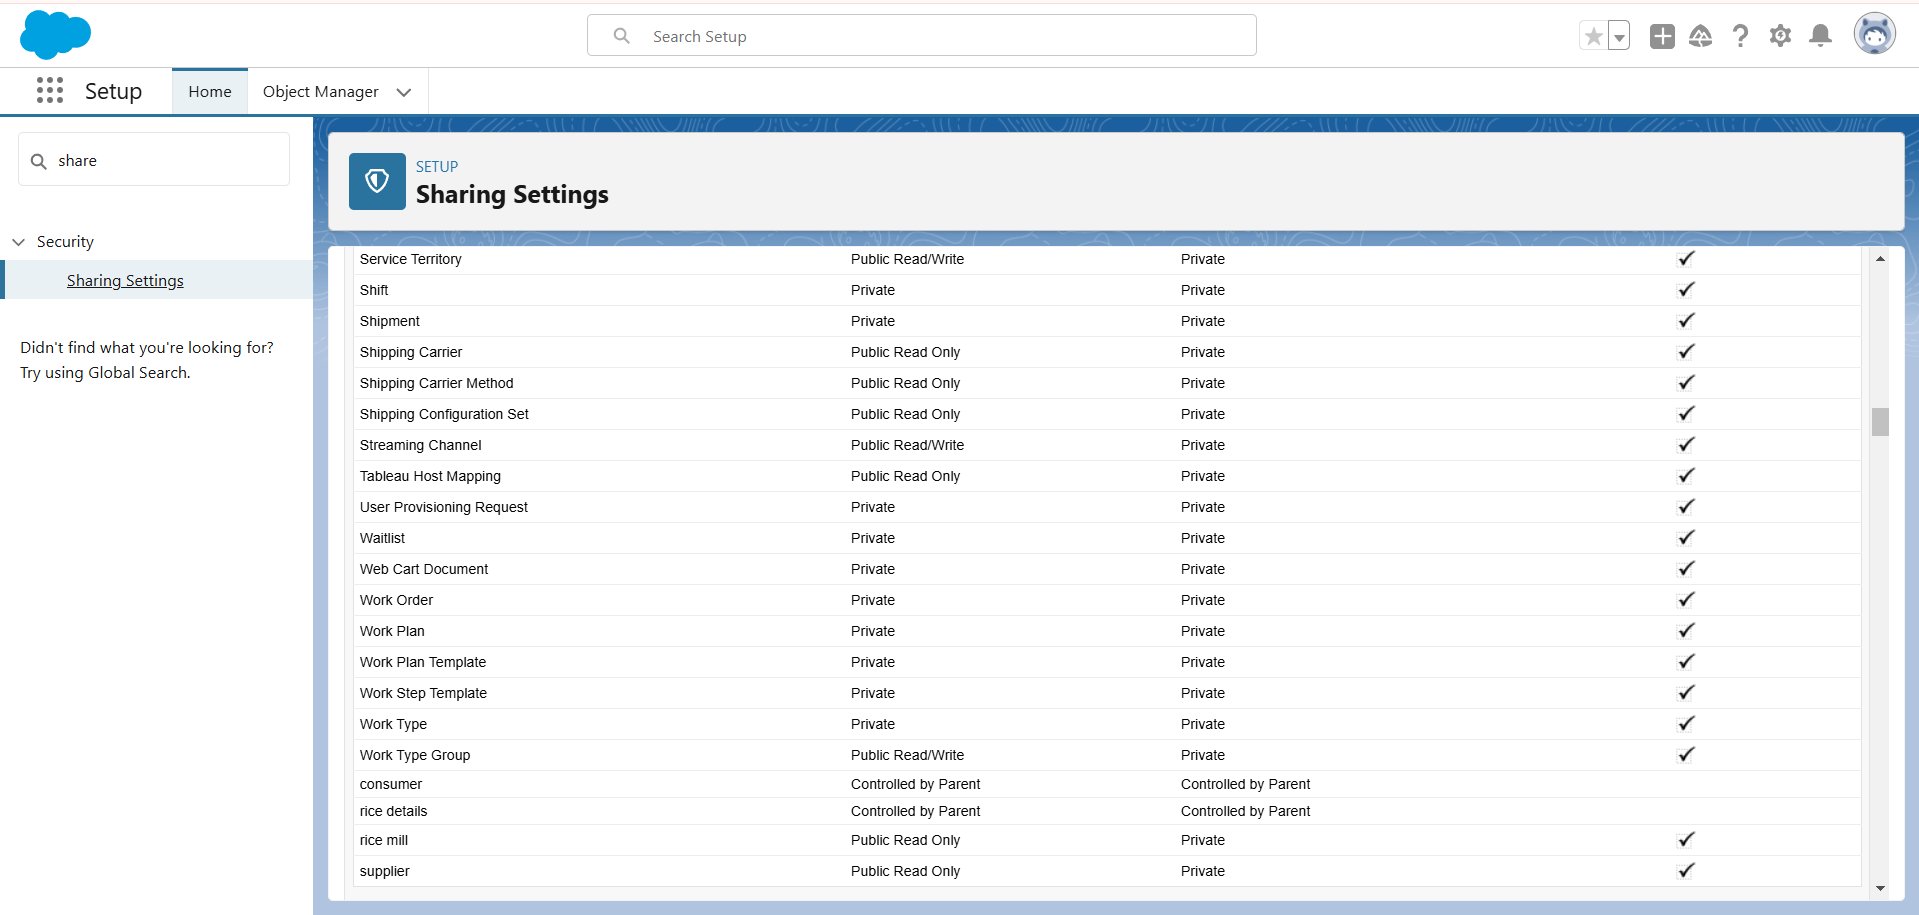 Search Setup
Setup
Home
Object Manager
share
Security
Sharing Settings
Didn't find what you're looking for?
Try using Global Search.
SETUP
Sharing Settings
Service Territory Public Read/Write Private
Shift Private Private
Shipment Private Private
Shipping Carrier Public Read Only Private
Shipping Carrier Method Public Read Only Private
Shipping Configuration Set Public Read Only Private
Streaming Channel Public Read/Write Private
Tableau Host Mapping Public Read Only Private
User Provisioning Request Private Private
Waitlist Private Private
Web Cart Document Private Private
Work Order Private Private
Work Plan Private Private
Work Plan Template Private Private
Work Step Template Private Private
Work Type Private Private
Work Type Group Public Read/Write Private
consumer Controlled by Parent Controlled by Parent
rice details Controlled by Parent Controlled by Parent
rice mill Public Read Only Private
supplier Public Read Only Private